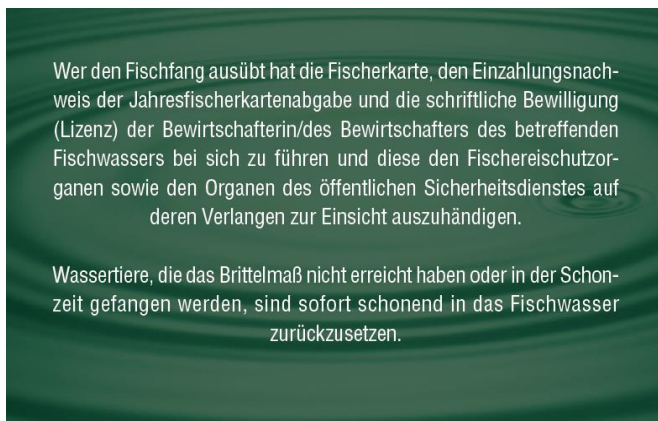 Wer den Fischfang ausübt hat die Fischerkarte, den Einzahlungsnach-
weis der Jahresfischerkartenabgabe und die schriftliche Bewilligung
(Lizenz) der Bewirtschafterin/des Bewirtschafters des betreffenden
Fischwassers bei sich zu führen und diese den Fischereischutzor-
ganen sowie den Organen des öffentlichen Sicherheitsdienstes auf
deren Verlangen zur Einsicht auszuhändigen.
Wassertiere, die das Brittelmaß nicht erreicht haben oder in der Schon-
zeit gefangen werden, sind sofort schonend in das Fischwasser
zurückzusetzen.